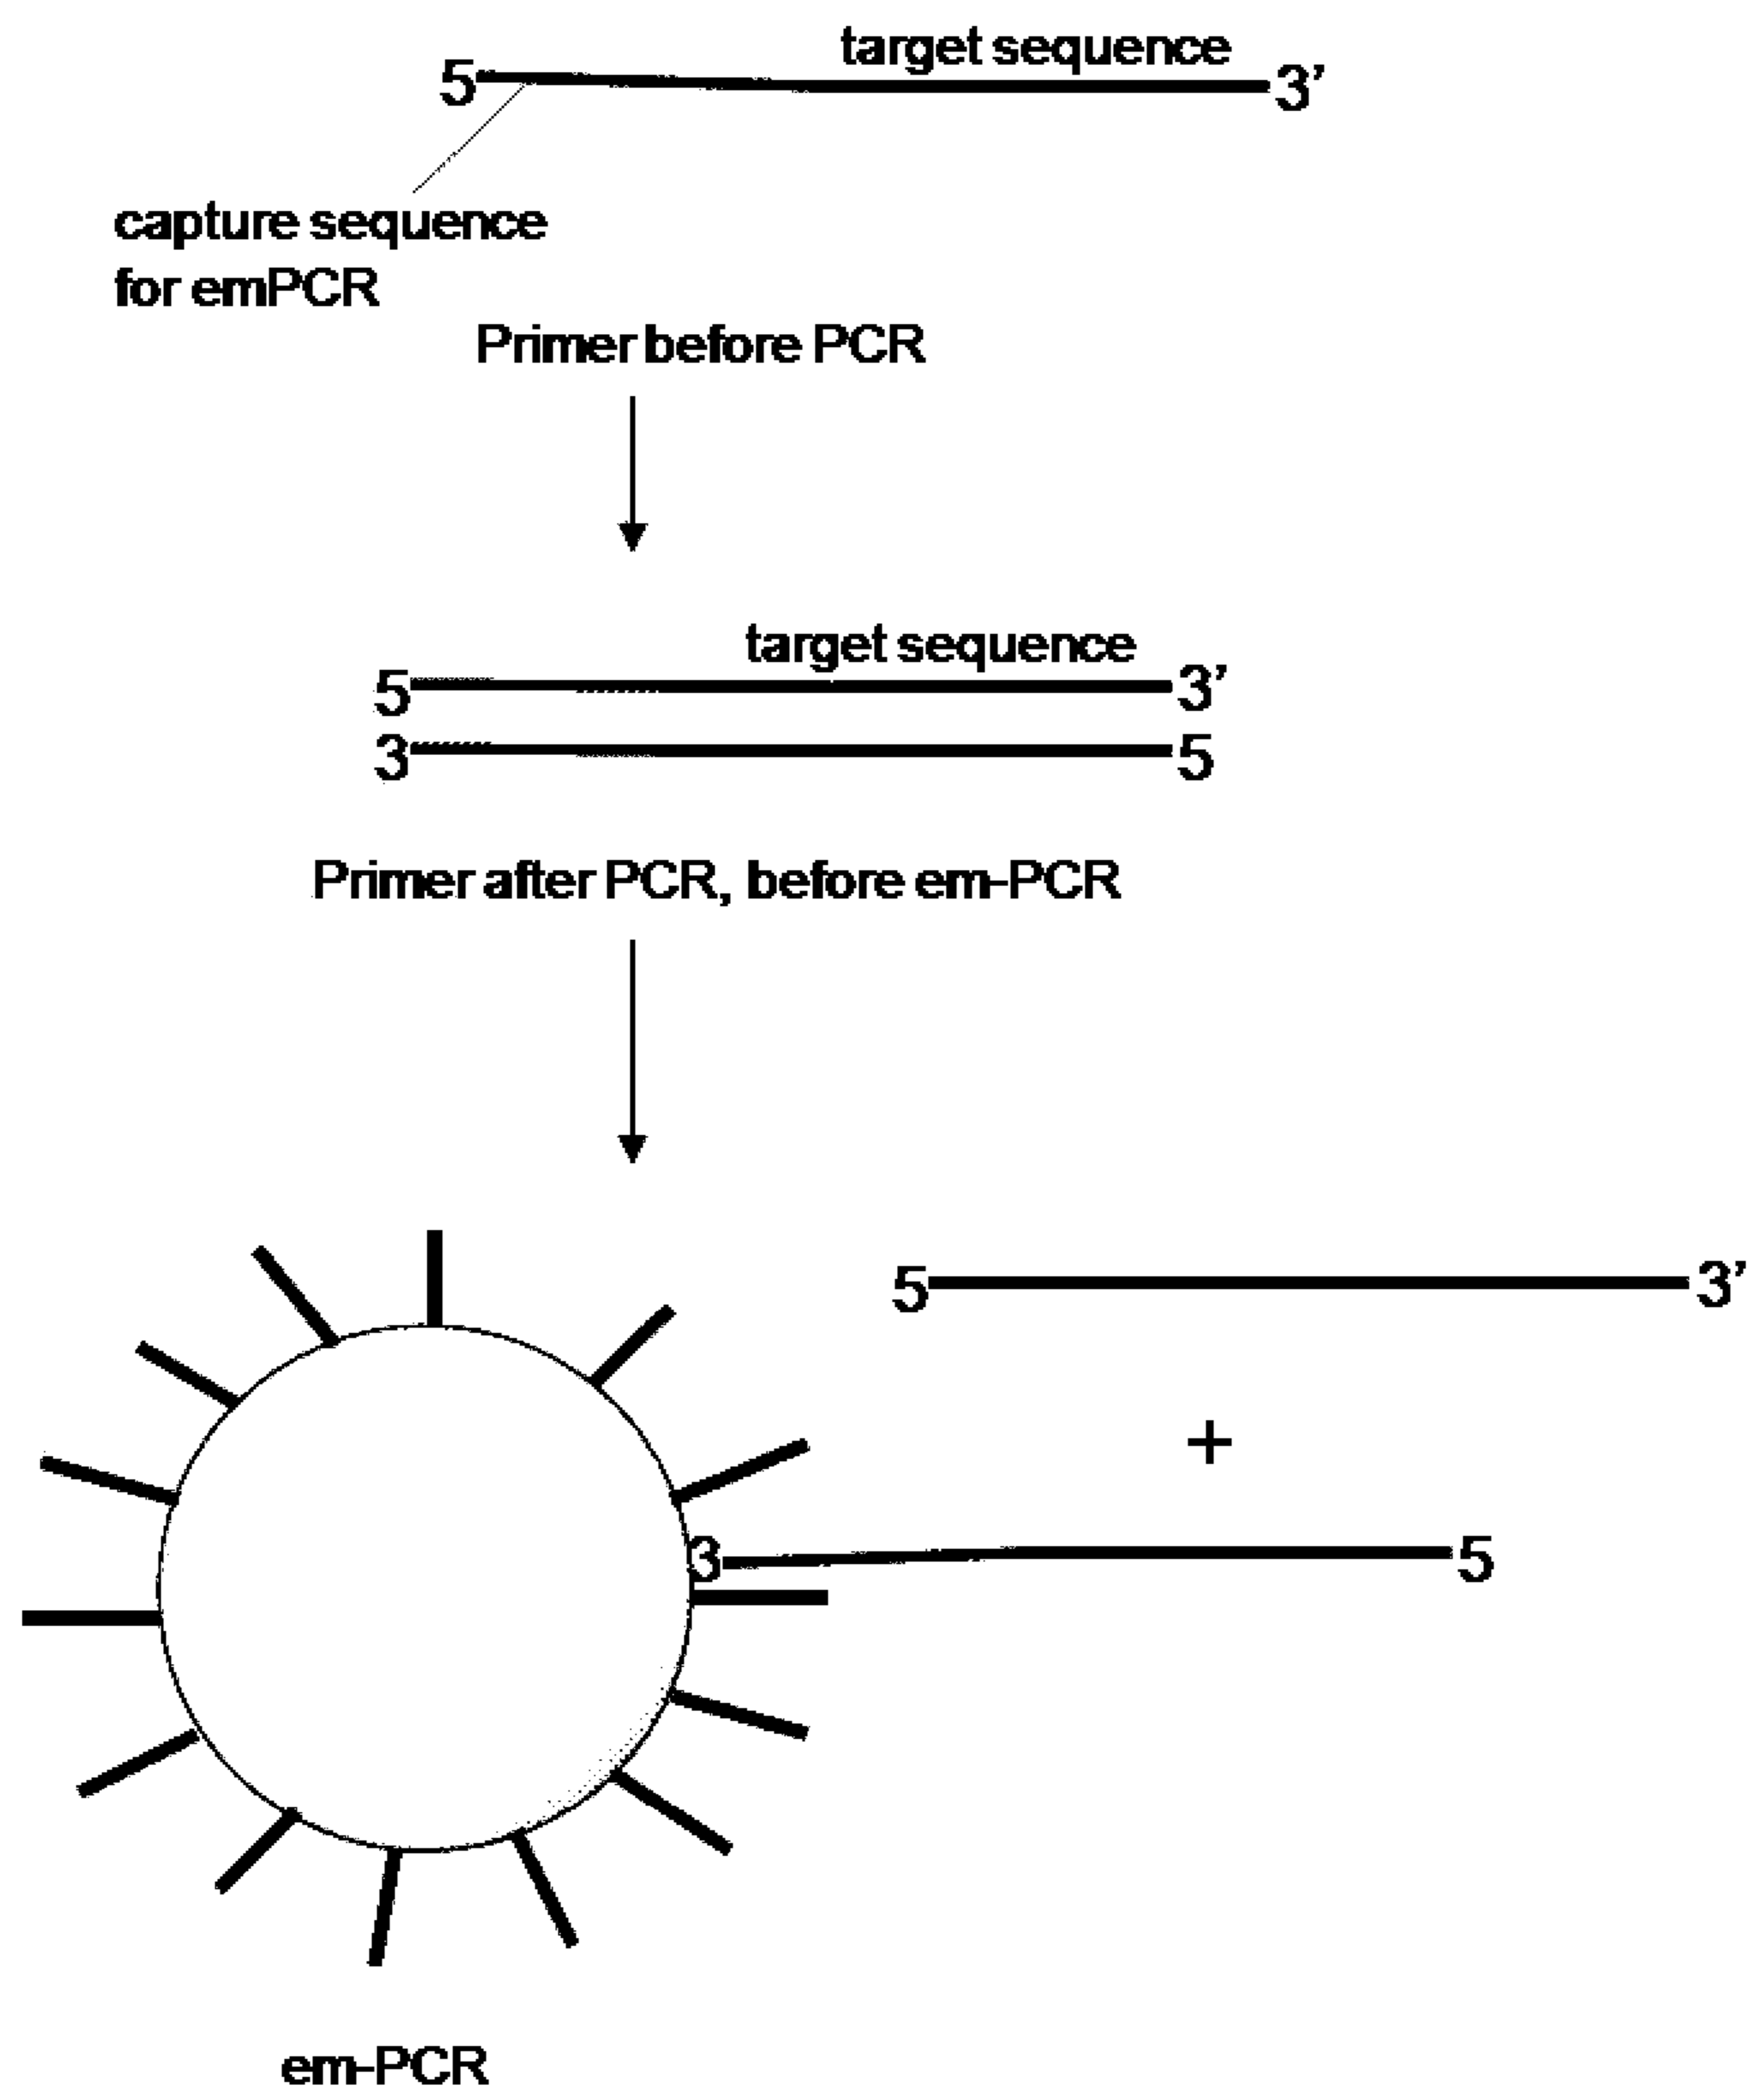 target sequence
5 3’
capture sequence
for emPCR
Primer before PCR
target sequence
5 3’
3 5
Primer after PCR, before em-PCR
5 3’
+
3 5
em-PCR